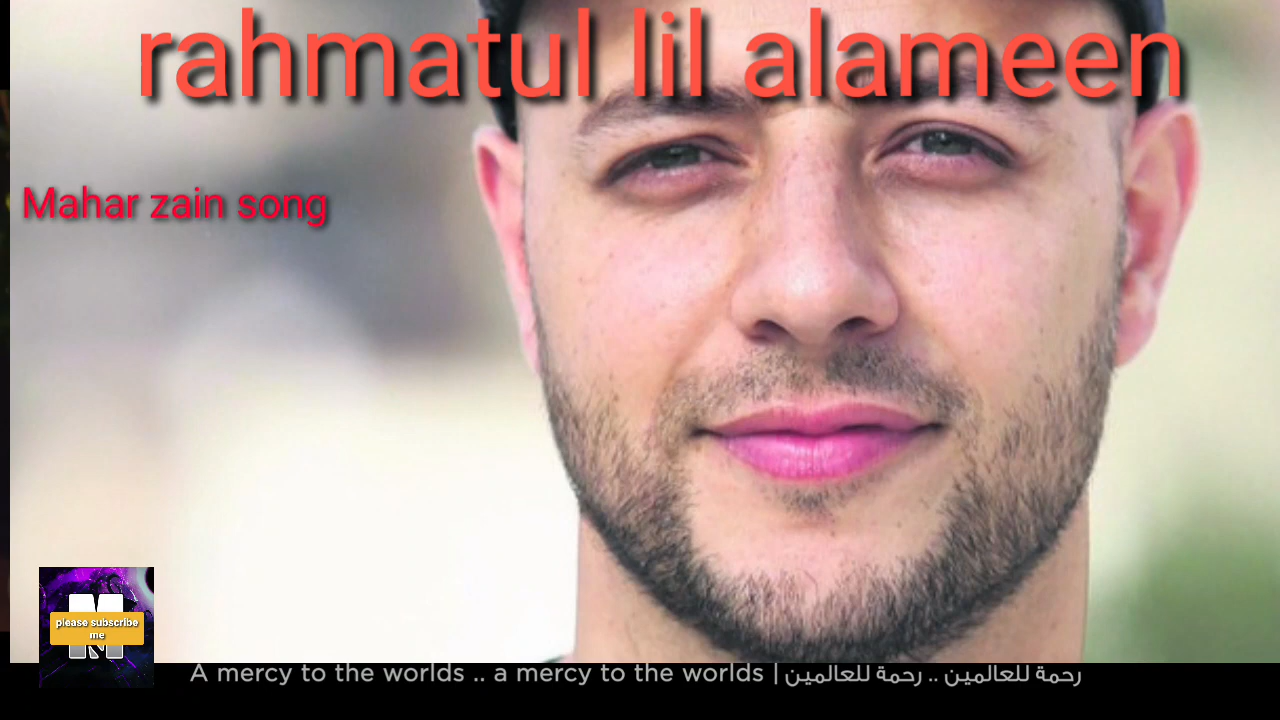 rahmatul lil alameen
Mahar zain song
please subscribe
me
A mercy to the worlds .. a mercy to the worlds | رحمة للعالمين .. رحمة للعالمين